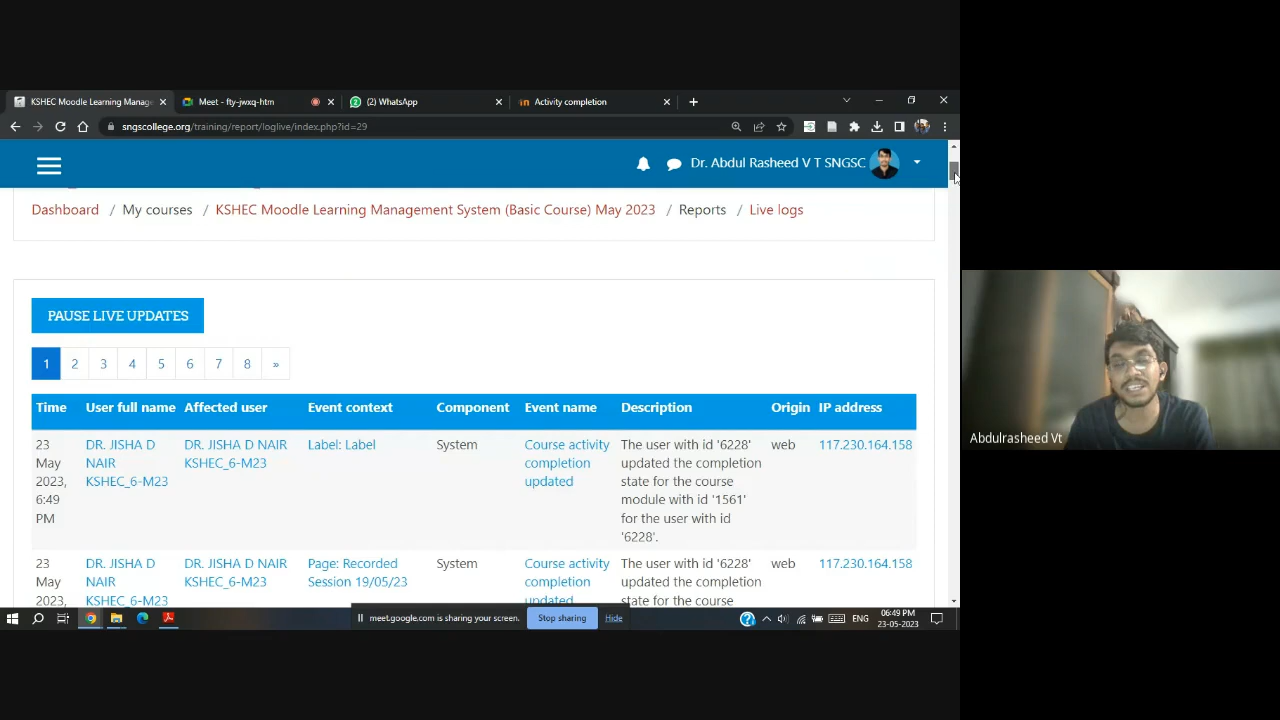 KSHEC Moodle Learning Manage
Meet - fty-jwxq-htm
(2) WhatsApp
Activity completion
sngscollege.org/training/report/loglive/index.php?id=29
Dr. Abdul Rasheed V T SNGSC
Dashboard / My courses / KSHEC Moodle Learning Management System (Basic Course) May 2023 / Reports / Live logs
PAUSE LIVE UPDATES
1 2 3 4 5 6 7 8 »
Time User full name Affected user Event context Component Event name Description Origin IP address
23 DR. JISHA D DR. JISHA D NAIR Label: Label System Course activity The user with id '6228' web 117.230.164.158
May NAIR KSHEC_6-M23 completion updated the completion
2023, KSHEC_6-M23 updated state for the course
6:49 module with id '1561'
PM for the user with id
'6228'.
23 DR. JISHA D DR. JISHA D NAIR Page: Recorded System Course activity The user with id '6228' web 117.230.164.158
May NAIR KSHEC_6-M23 Session 19/05/23 completion updated the completion
2023, KSHEC_6-M23 updated state for the course
Abdulrasheed Vt
meet.google.com is sharing your screen. Stop sharing Hide
ENG 06:49 PM
23-05-2023